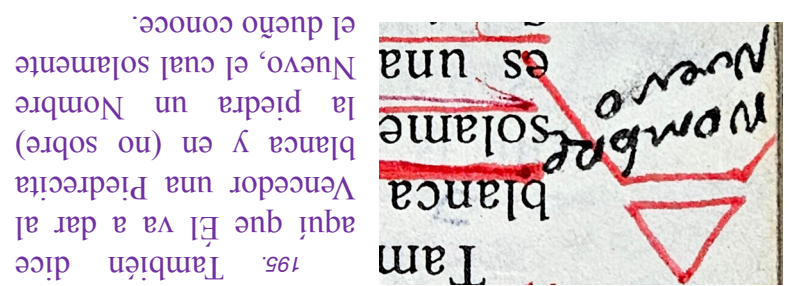 Nombre
Nuevo
Tam
blanca
solame
es una
195. También dice
aquí que Él va a dar al
Vencedor una Piedrecita
blanca y en (no sobre)
la piedra un Nombre
Nuevo, el cual solamente
el dueño conoce.